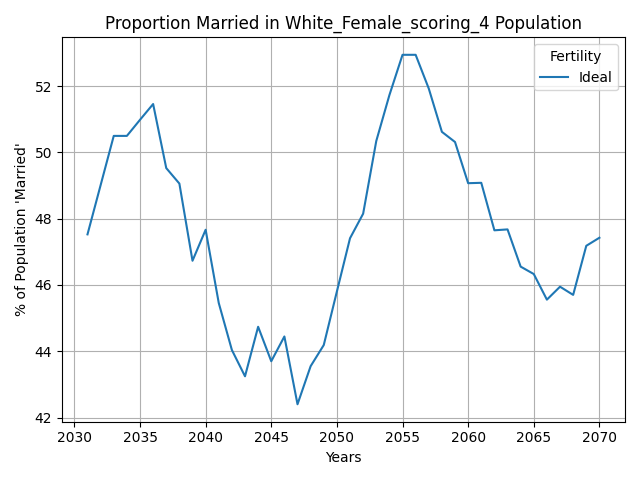 Proportion Married in White_Female_scoring_4 Population
Fertility
Ideal
% of Population 'Married'
52
50
48
46
44
42
2030 2035 2040 2045 2050 2055 2060 2065 2070
Years